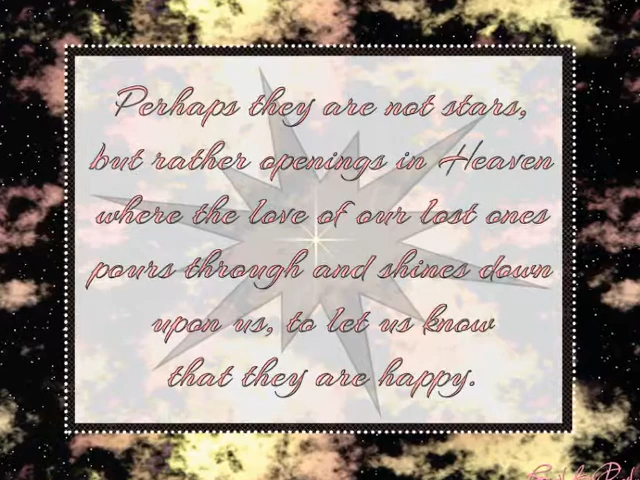 Perhaps they are not stars,
but rather openings in Heaven
where the love of our lost ones
pours through and shines down
upon us, to let us know
that they are happy.